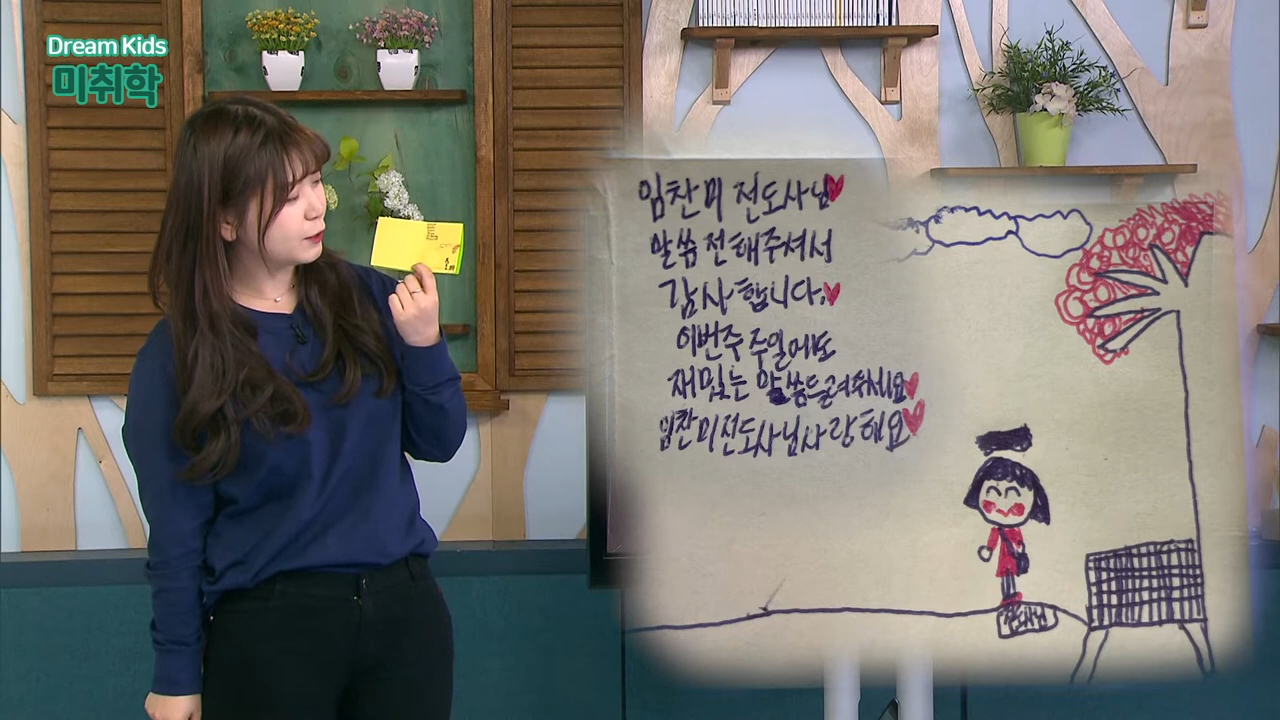 Dream Kids
미취학
임찬미 전도사님
말씀 전해주셔서
감사합니다.
이번주 주일에도
재밌는 말씀들려주세요
임찬미전도사님사랑해요